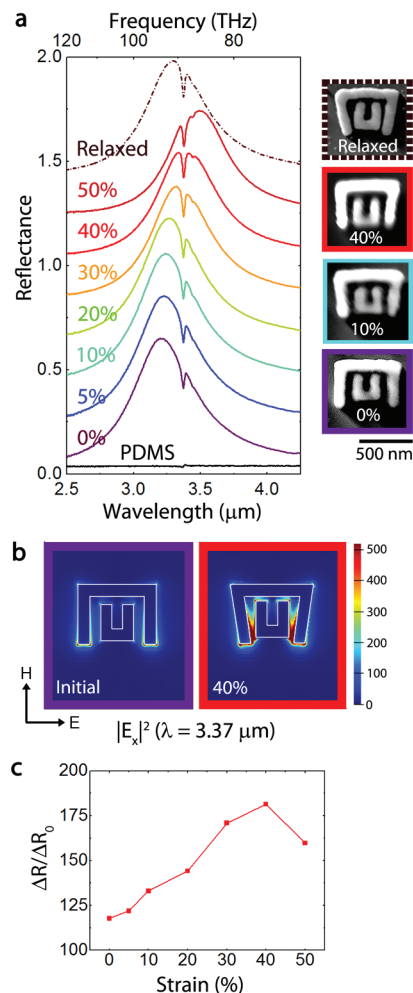 a
Frequency (THz)
120 100 80
2.0
1.5
1.0
0.5
0.0
Reflectance
Relaxed
50%
40%
30%
20%
10%
5%
0%
PDMS
2.5 3.0 3.5 4.0
Wavelength (μm)
Relaxed
40%
10%
0%
500 nm
b
Initial
40%
500
400
300
200
100
0
H
E
|Eₓ|² (λ = 3.37 μm)
c
200
175
150
125
100
ΔR/ΔR₀
0 10 20 30 40 50
Strain (%)